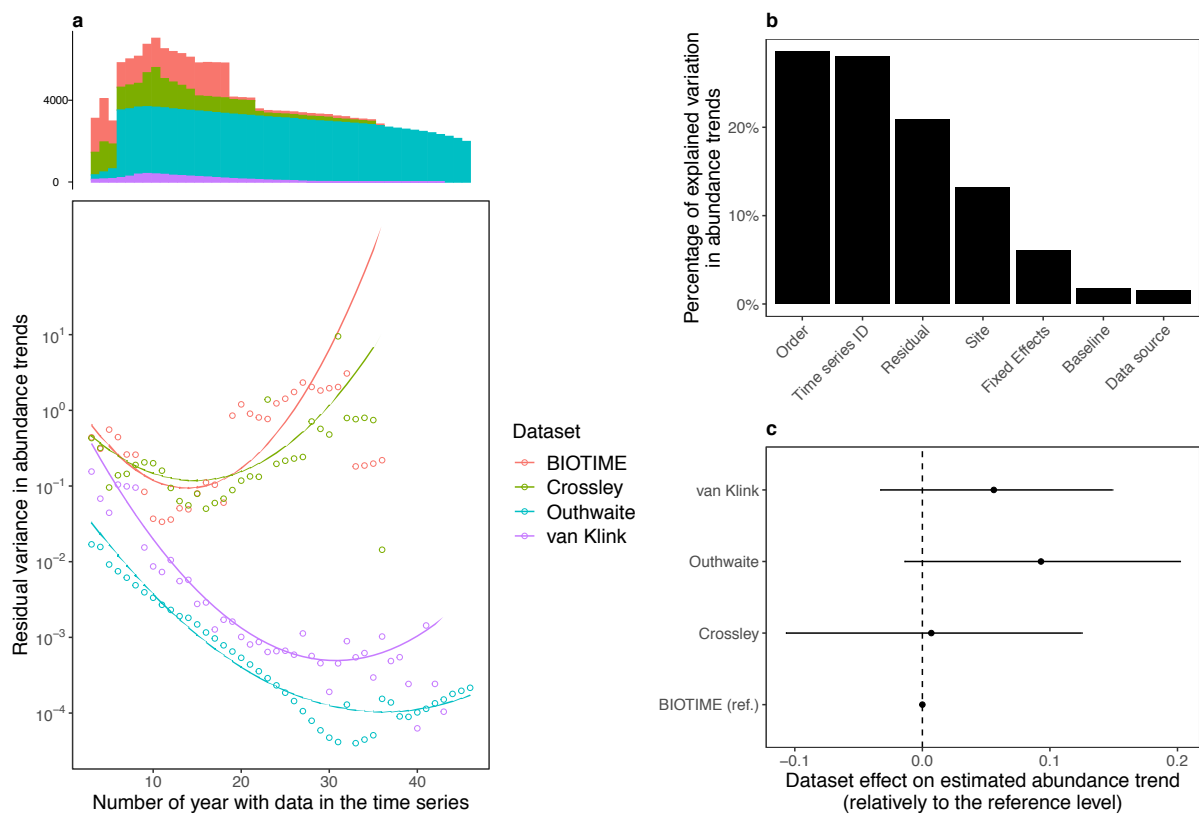 a
4000
0
Residual variance in abundance trends
10¹
10⁰
10⁻¹
10⁻²
10⁻³
10⁻⁴
10
20
30
40
Number of year with data in the time series
Dataset
BIOTIME
Crossley
Outhwaite
van Klink
b
Percentage of explained variation
in abundance trends
20%
10%
0%
Order
Time series ID
Residual
Site
Fixed Effects
Baseline
Data source
c
van Klink
Outhwaite
Crossley
BIOTIME (ref.)
−0.1
0.0
0.1
0.2
Dataset effect on estimated abundance trend
(relatively to the reference level)